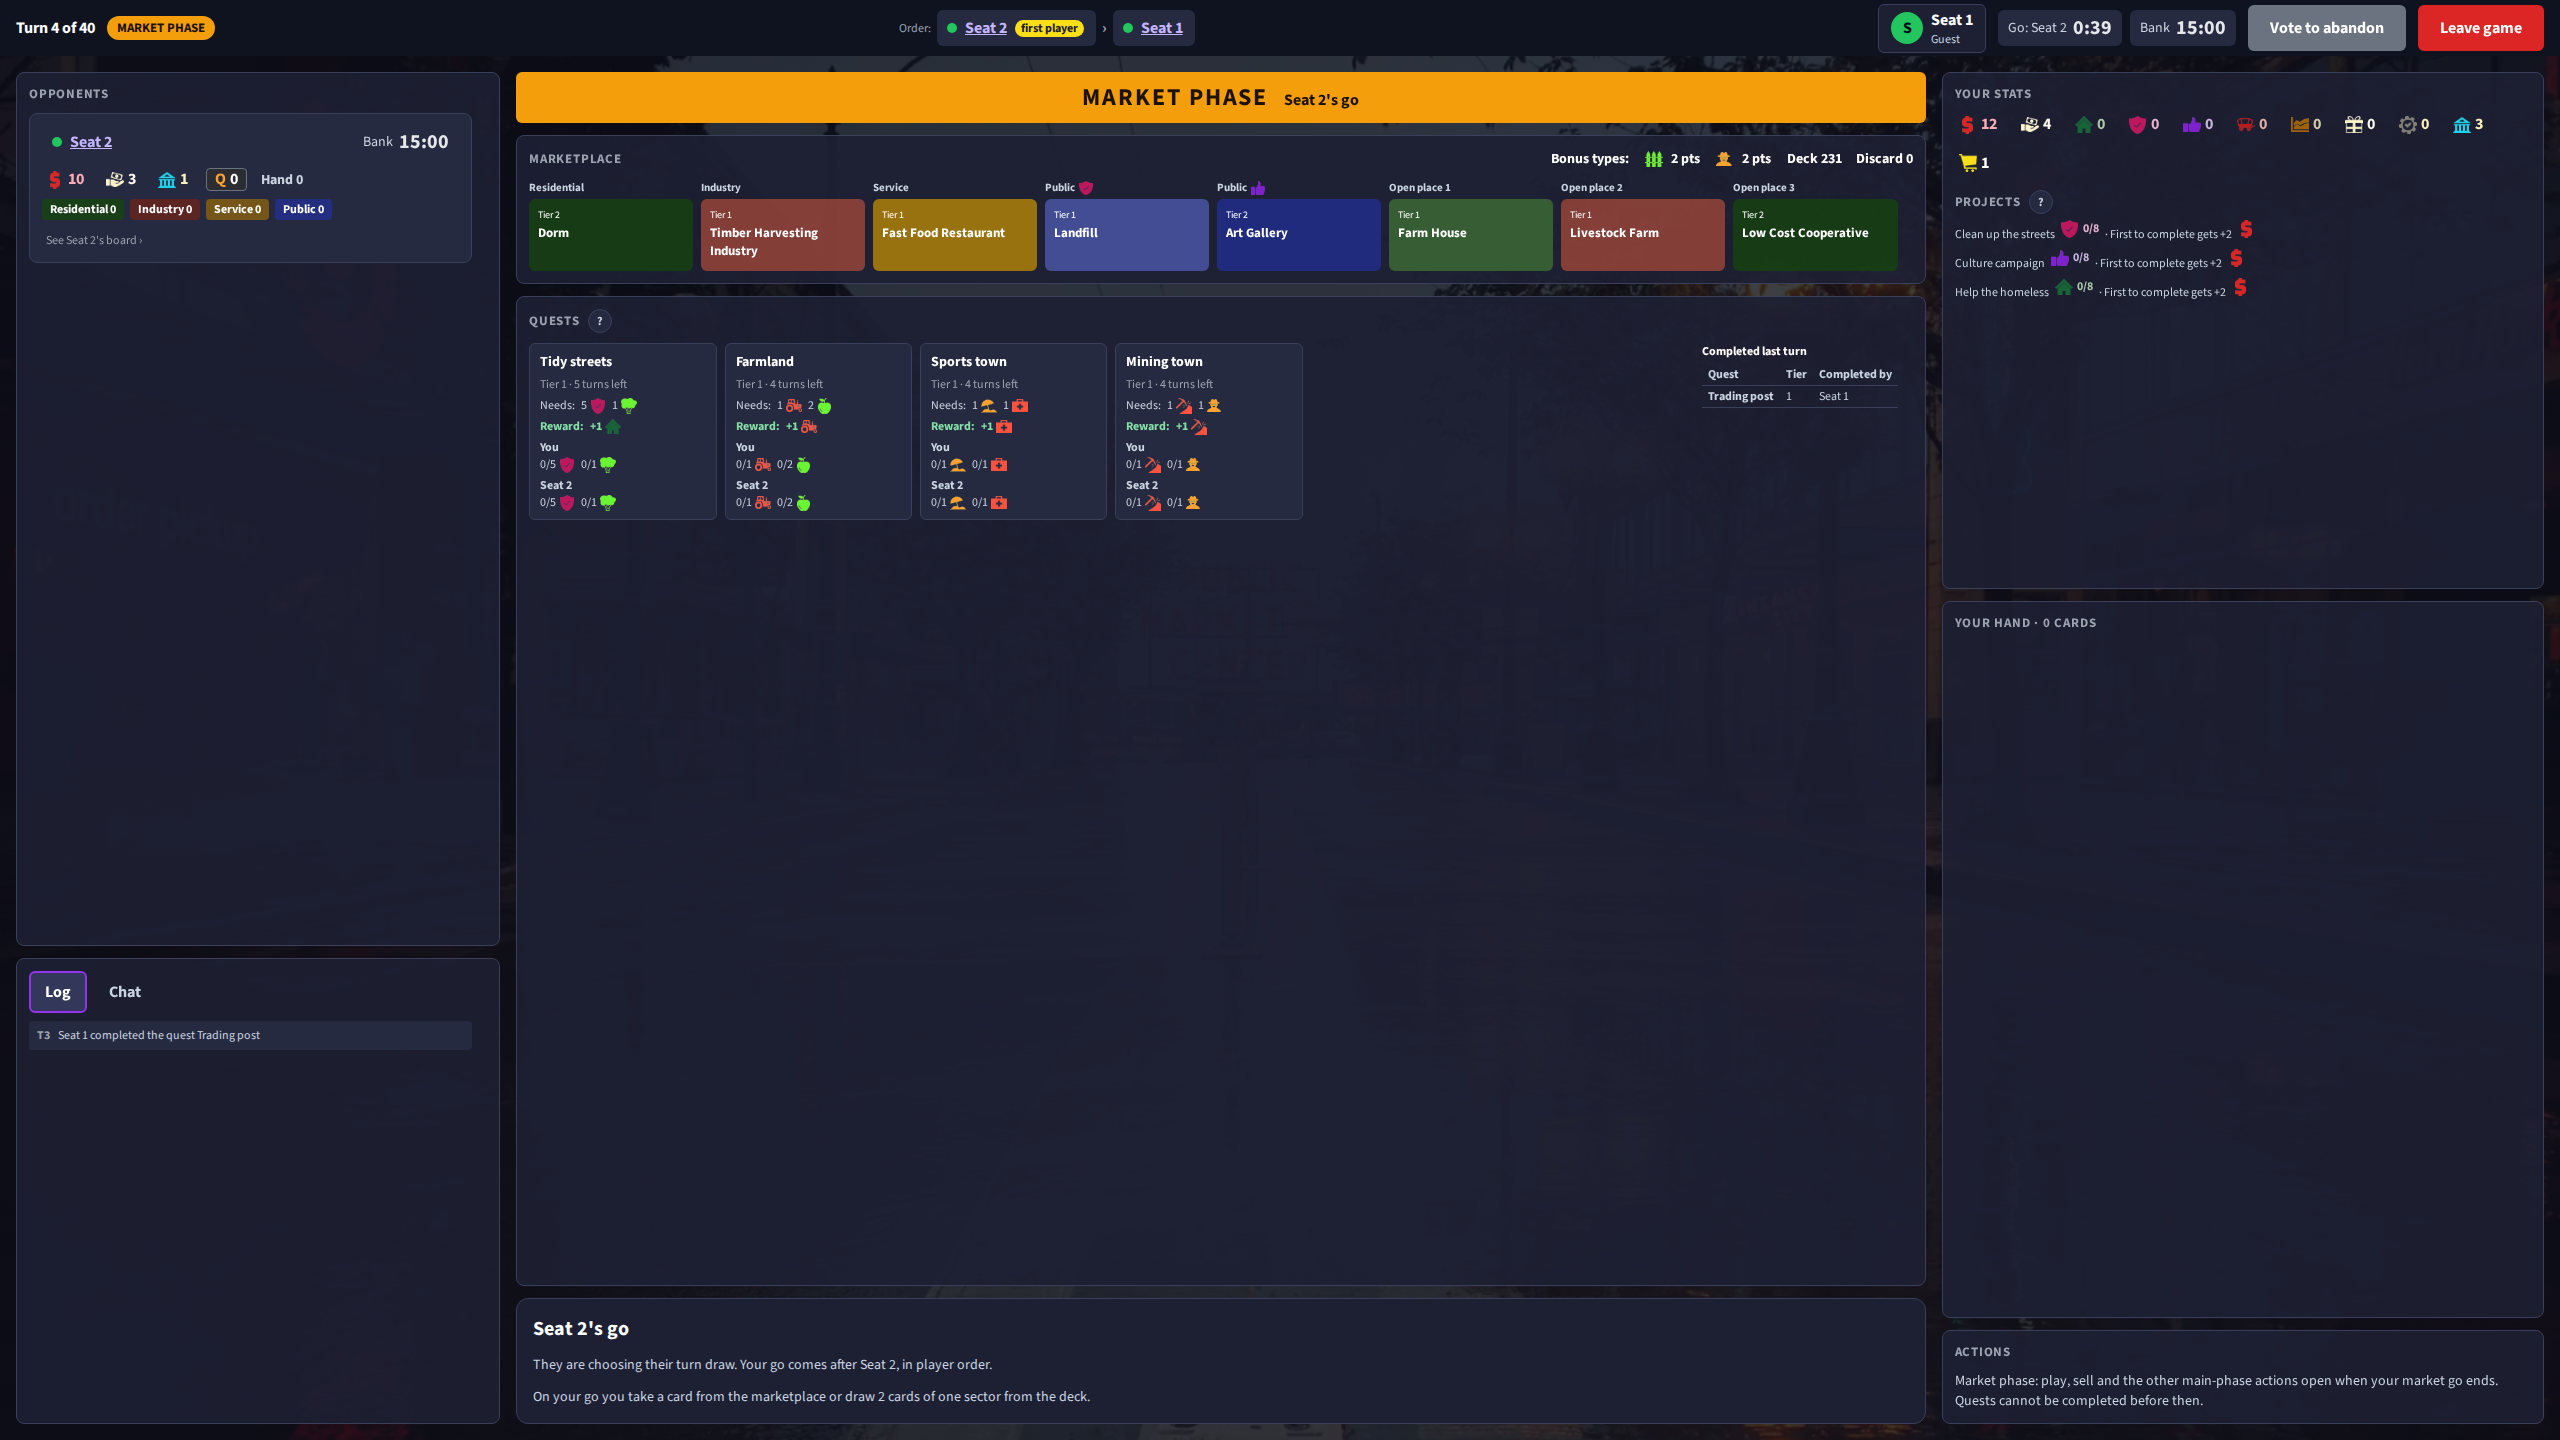 Turn 4 of 40 MARKET PHASE
Order: Seat 2 first player › Seat 1
S Seat 1 Guest
Go: Seat 2 0:39
Bank 15:00
Vote to abandon
Leave game
OPPONENTS
Seat 2 Bank 15:00
10 3 1 Q 0 Hand 0
Residential 0 Industry 0 Service 0 Public 0
See Seat 2's board ›
Log Chat
T3 Seat 1 completed the quest Trading post
MARKET PHASE Seat 2's go
MARKETPLACE Bonus types: 2 pts 2 pts Deck 231 Discard 0
Residential Industry Service Public Public Open place 1 Open place 2 Open place 3
Tier 2 Tier 1 Tier 1 Tier 1 Tier 2 Tier 1 Tier 1 Tier 2
Dorm Timber Harvesting Fast Food Restaurant Landfill Art Gallery Farm House Livestock Farm Low Cost Cooperative
Industry
QUESTS ?
Tidy streets
Tier 1 · 5 turns left
Needs: 5 1
Reward: +1
You
0/5 0/1
Seat 2
0/5 0/1
Farmland
Tier 1 · 4 turns left
Needs: 1 2
Reward: +1
You
0/1 0/2
Seat 2
0/1 0/2
Sports town
Tier 1 · 4 turns left
Needs: 1 1
Reward: +1
You
0/1 0/1
Seat 2
0/1 0/1
Mining town
Tier 1 · 4 turns left
Needs: 1 1
Reward: +1
You
0/1 0/1
Seat 2
0/1 0/1
Completed last turn
Quest Tier Completed by
Trading post 1 Seat 1
Seat 2's go
They are choosing their turn draw. Your go comes after Seat 2, in player order.
On your go you take a card from the marketplace or draw 2 cards of one sector from the deck.
YOUR STATS
12 4 0 0 0 0 0 0 0 3
1
PROJECTS ?
Clean up the streets 0/8 · First to complete gets +2
Culture campaign 0/8 · First to complete gets +2
Help the homeless 0/8 · First to complete gets +2
YOUR HAND · 0 CARDS
ACTIONS
Market phase: play, sell and the other main-phase actions open when your market go ends.
Quests cannot be completed before then.